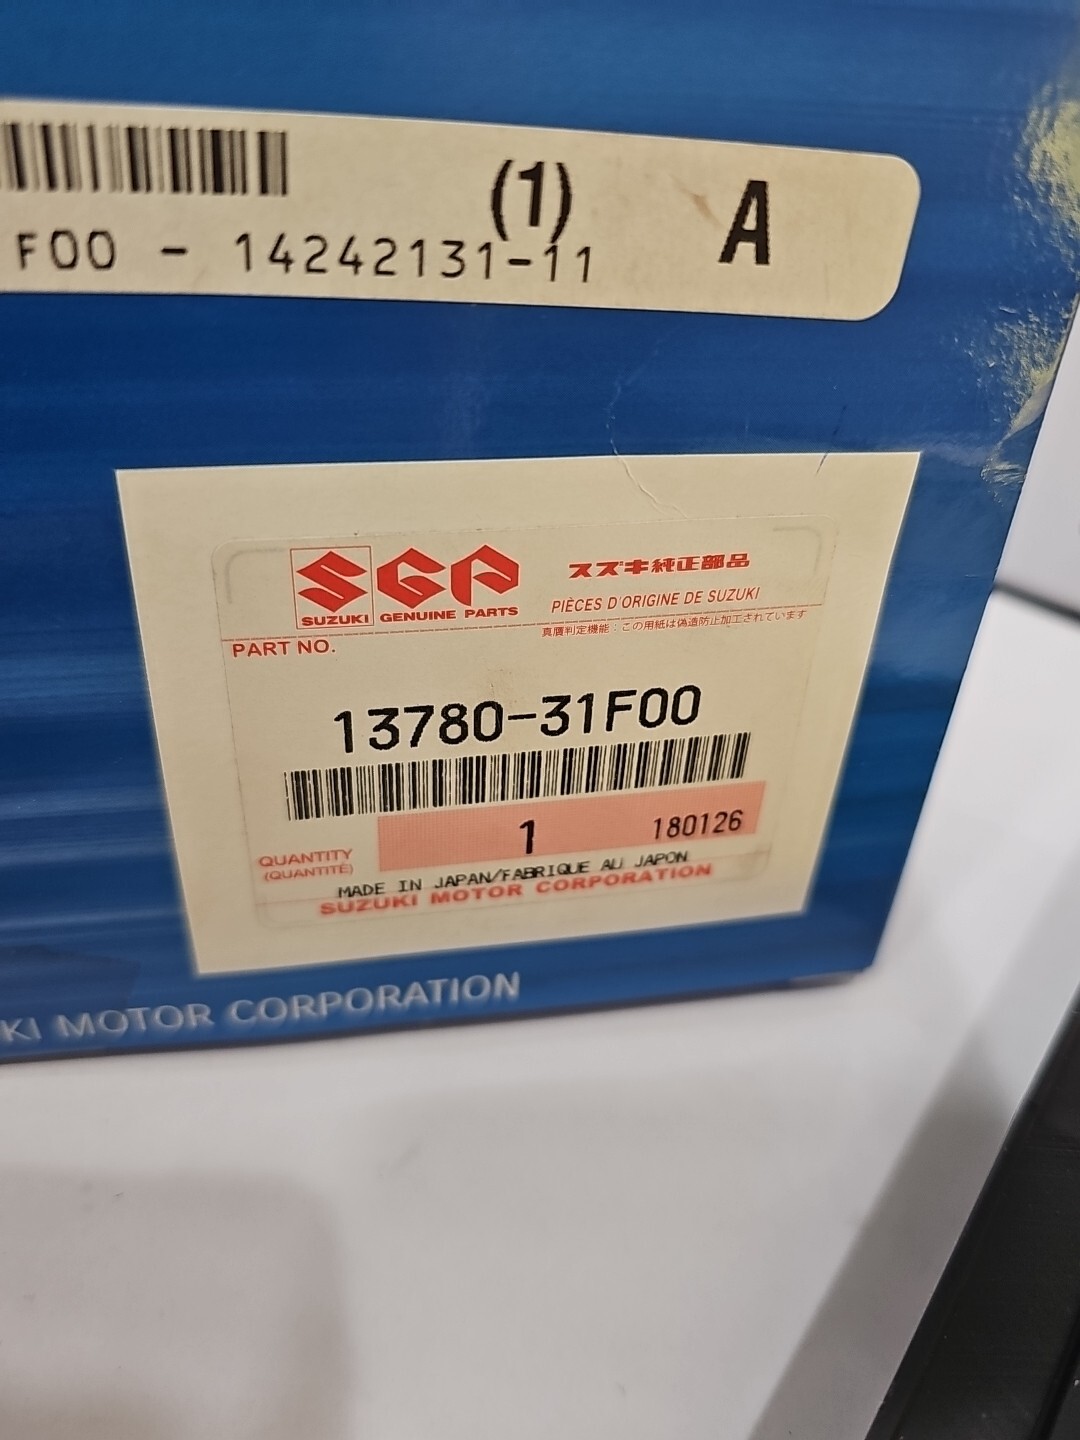 (1) A
F00 - 14242131-11
SGP スズキ純正部品
SUZUKI GENUINE PARTS PIÈCES D'ORIGINE DE SUZUKI
真贋判定機能:この用紙は偽造防止加工されています
PART NO.
13780-31F00
1 180126
QUANTITY
(QUANTITÉ)
MADE IN JAPAN/FABRIQUE AU JAPON
SUZUKI MOTOR CORPORATION
KI MOTOR CORPORATION